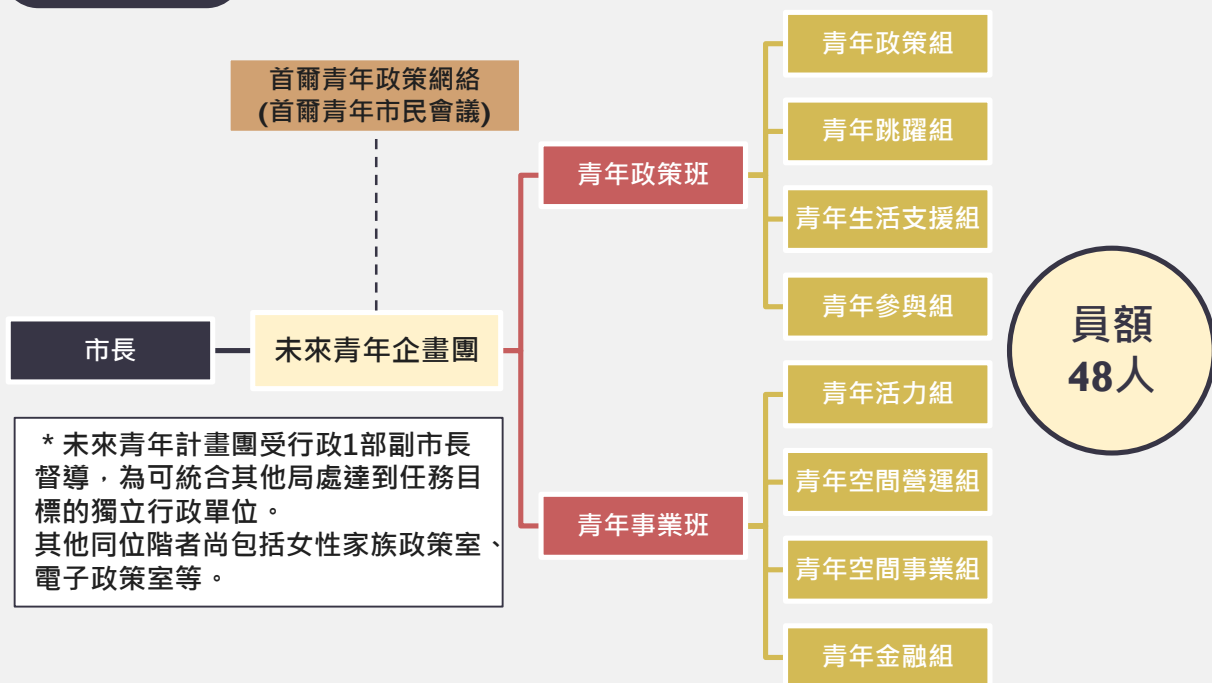 首爾青年政策網絡
(首爾青年市民會議)
市長
未來青年企畫團
青年政策班
青年政策組
青年跳躍組
青年生活支援組
青年參與組
青年事業班
青年活力組
青年空間營運組
青年空間事業組
青年金融組
員額
48人
*未來青年計畫團受行政1部副市長
督導，為可統合其他局處達到任務目
標的獨立行政單位。
其他同位階者尚包括女性家族政策室、
電子政策室等。